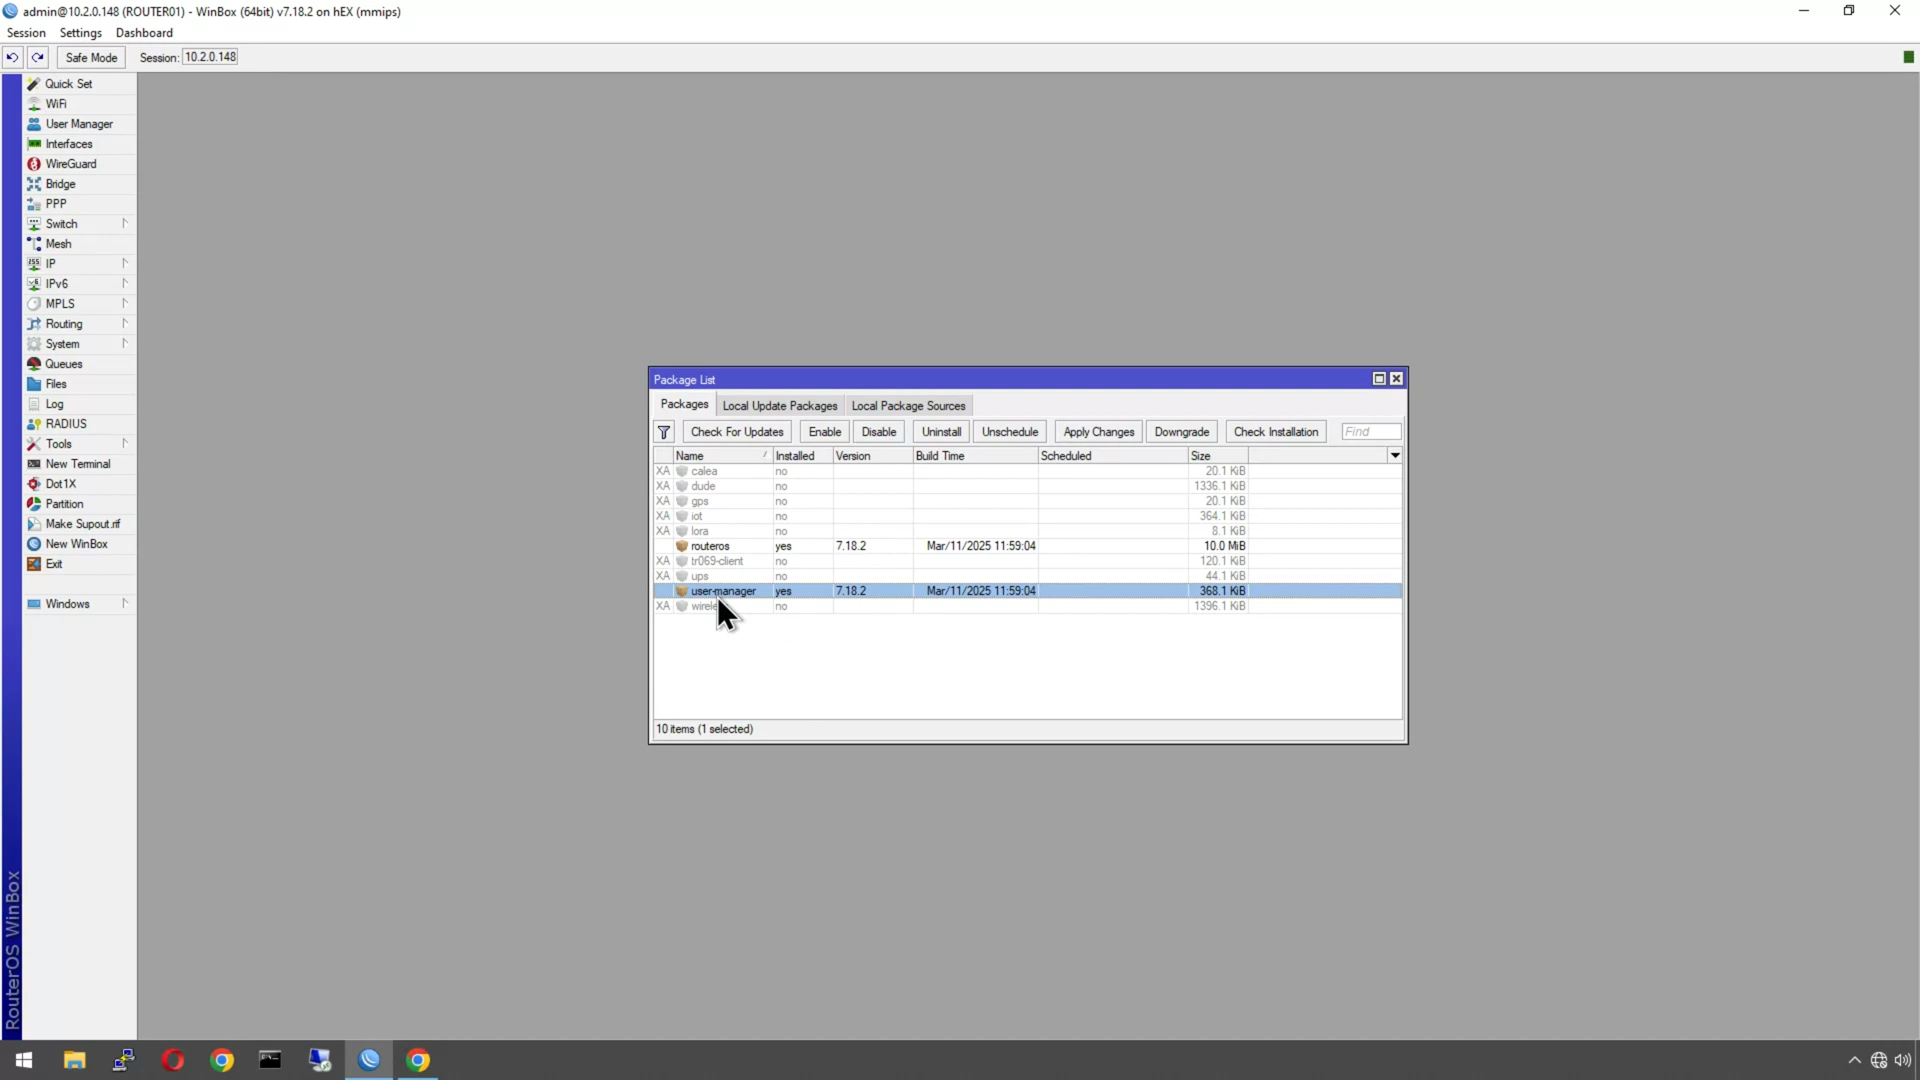 admin@10.2.0.148 (ROUTER01) - WinBox (64bit) v7.18.2 on hEX (mmips)
Session Settings Dashboard
Safe Mode Session: 10.2.0.148
Quick Set
WiFi
User Manager
Interfaces
WireGuard
Bridge
PPP
Switch
Mesh
IP
IPv6
MPLS
Routing
System
Queues
Files
Log
RADIUS
Tools
New Terminal
Dot1X
Partition
Make Supout.rif
New WinBox
Exit
Windows
RouterOS WinBox
Package List
Packages Local Update Packages Local Package Sources
Check For Updates Enable Disable Uninstall Unschedule Apply Changes Downgrade Check Installation Find
Name Installed Version Build Time Scheduled Size
XA calea no 20.1 KiB
XA dude no 1336.1 KiB
XA gps no 20.1 KiB
XA iot no 364.1 KiB
XA lora no 8.1 KiB
routeros yes 7.18.2 Mar/11/2025 11:59:04 10.0 MiB
XA tr069-client no 120.1 KiB
XA ups no 44.1 KiB
user-manager yes 7.18.2 Mar/11/2025 11:59:04 368.1 KiB
XA no 1396.1 KiB
10 items (1 selected)